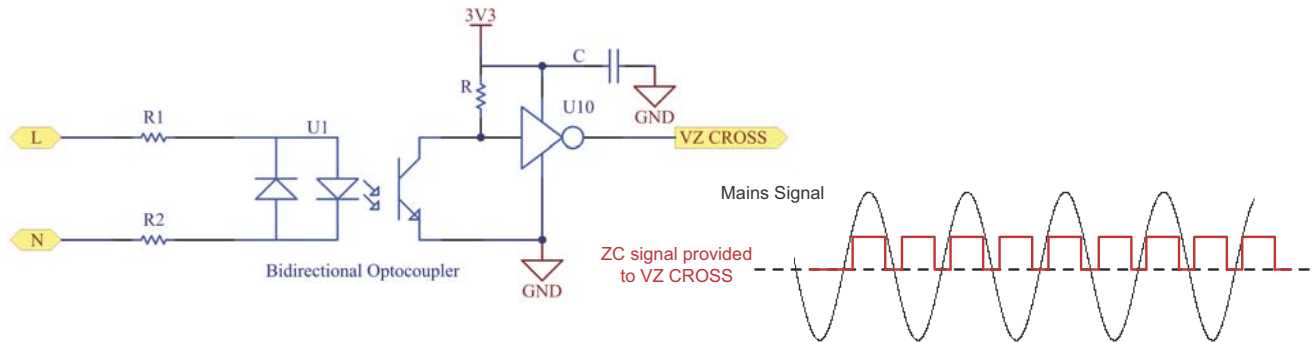 3V3
C
R
U10
GND
R1
U1
L
VZ CROSS
R2
N
Bidirectional Optocoupler
GND
Mains Signal
ZC signal provided
to VZ CROSS